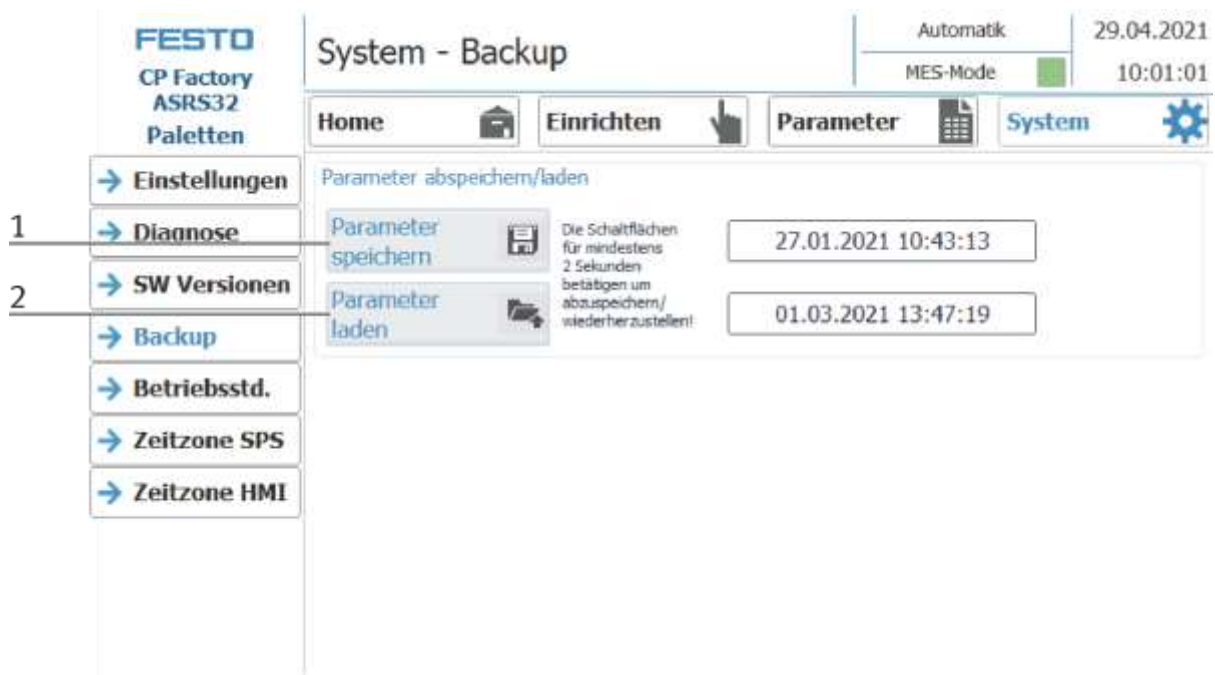 FESTO
CP Factory
ASRS32
Paletten
System - Backup
Automatik
MES-Mode
29.04.2021
10:01:01
Home
Einrichten
Parameter
System
Einstellungen
Diagnose
SW Versionen
Backup
Betriebsstd.
Zeitzone SPS
Zeitzone HMI
Parameter abspeichern/laden
1
Parameter
speichern
2
Parameter
laden
Die Schaltflächen
für mindestens
2 Sekunden
betätigen um
abzuspeichern/
wiederherzustellen!
27.01.2021 10:43:13
01.03.2021 13:47:19